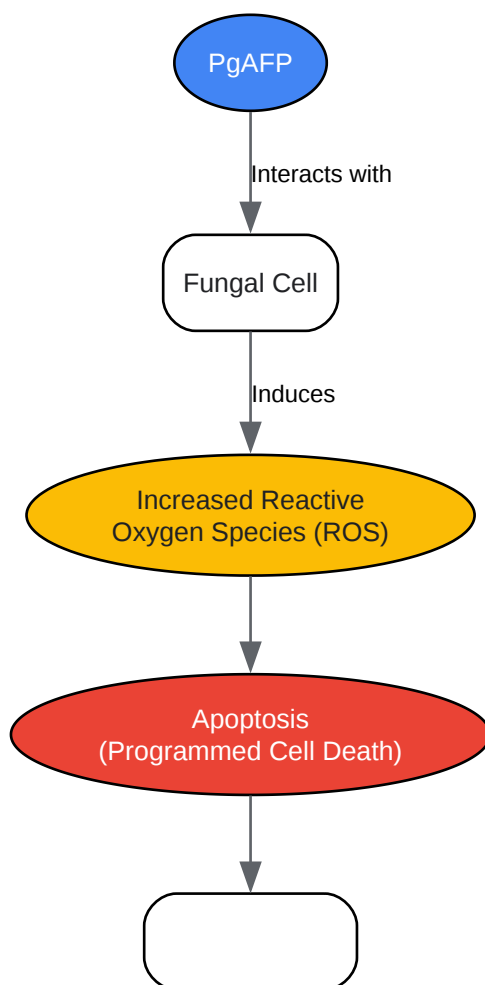 PgAFP
Interacts with
Fungal Cell
Induces
Increased Reactive
Oxygen Species (ROS)
Apoptosis
(Programmed Cell Death)